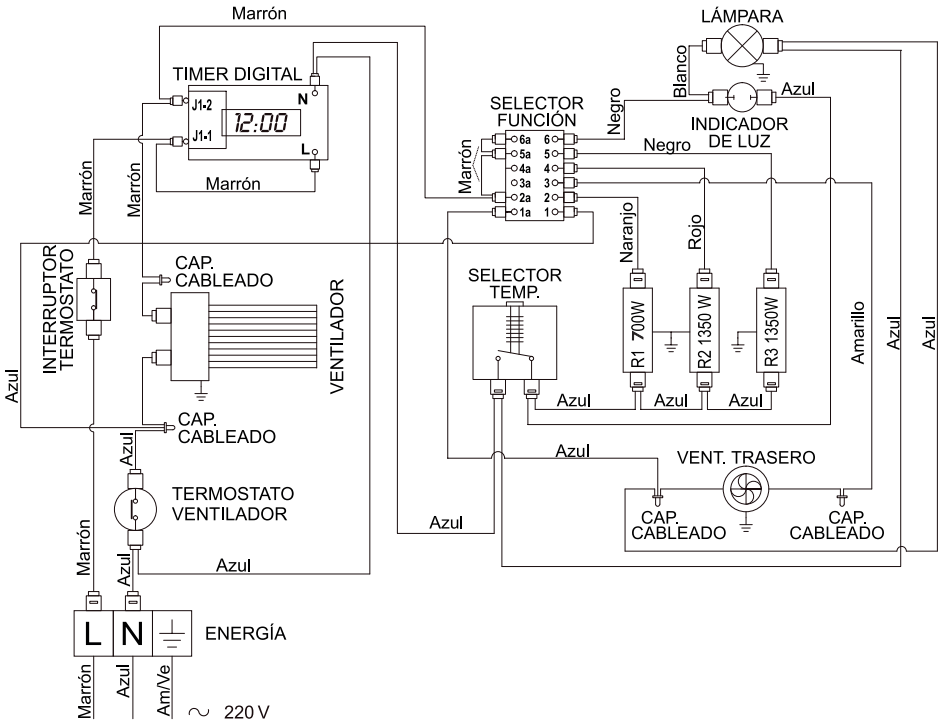 Marrón
LÁMPARA
TIMER DIGITAL
N
J1-2
12:00
J1-1
L
Marrón
Marrón
Marrón
Blanco
Azul
INDICADOR
DE LUZ
SELECTOR
FUNCIÓN
Negro
Negro
Marrón
6a 6
5a 5
4a 4
3a 3
2a 2
1a 1
Naranjo
Rojo
INTERRUPTOR
TERMOSTATO
CAP.
CABLEADO
VENTILADOR
SELECTOR
TEMP.
R1 700W
R2 1350 W
R3 1350W
Amarillo
Azul
Azul
Azul
Azul
Azul
Azul
CAP.
CABLEADO
Azul
Azul
VENT. TRASERO
TERMOSTATO
VENTILADOR
CAP.
CABLEADO
CAP.
CABLEADO
Azul
Marrón
Azul
Azul
L N
ENERGÍA
Marrón
Azul
Am/Ve
~ 220 V